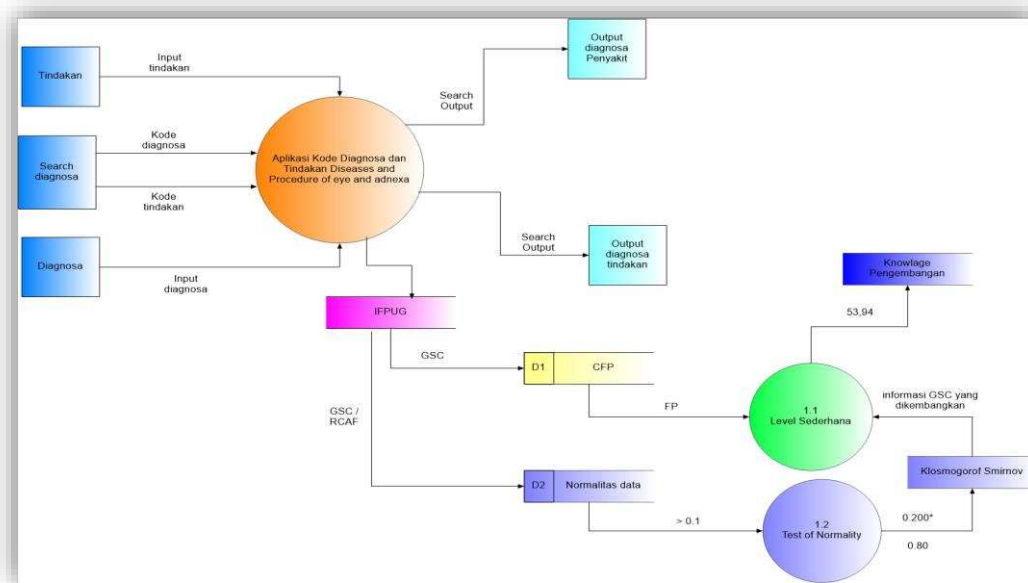 Tindakan
Input
tindakan
Output
diagnosa
Penyakit
Search
Output
Kode
diagnosa
Search
diagnosa
Kode
tindakan
Aplikasi Kode Diagnosa dan
Tindakan Diseases and
Procedure of eye and adnexa
Search
Output
Output
diagnosa
tindakan
Diagnosa
Input
diagnosa
Knowlage
Pengembangan
IFPUG
53,94
GSC
D1
CFP
FP
1.1
Level Sederhana
informasi GSC yang
dikembangkan
GSC /
RCAF
Klosmogorof Smirnov
D2
Normalitas data
> 0.1
1.2
Test of Normality
0.200*
0.80